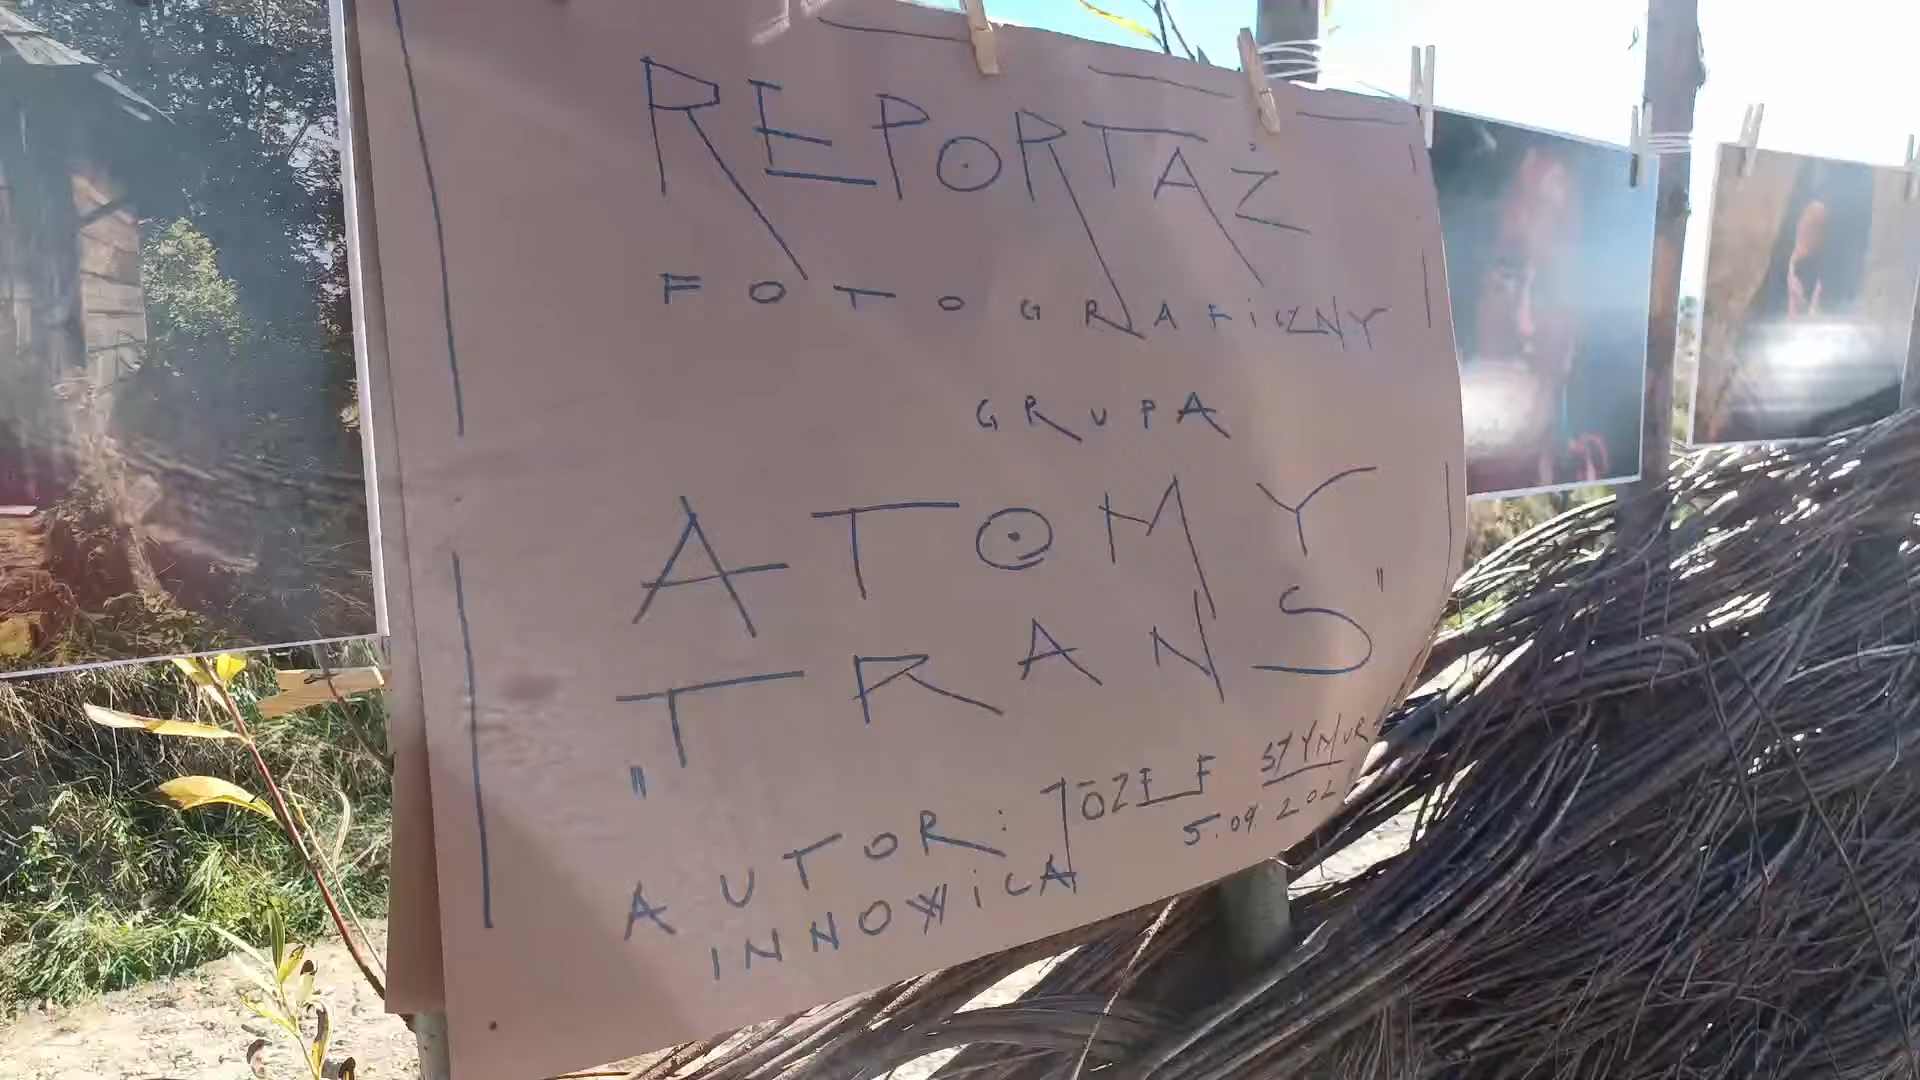 REPORTAŻ
FOTOGRAFICZNY
GRUPA
ATOMY
"TRANS"
AUTOR: JÓZEF STYMUR
INNOWICA 5.09.